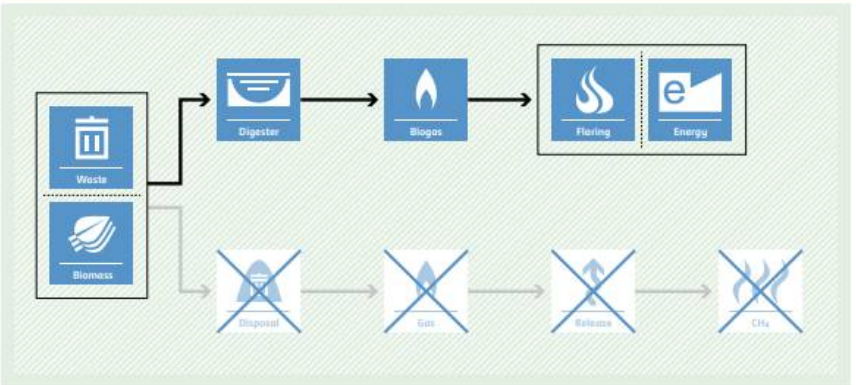 Waste
Biomass
Digester
Biogas
Flaring
e
Energy
Disposal
Gas
Release
CH₄